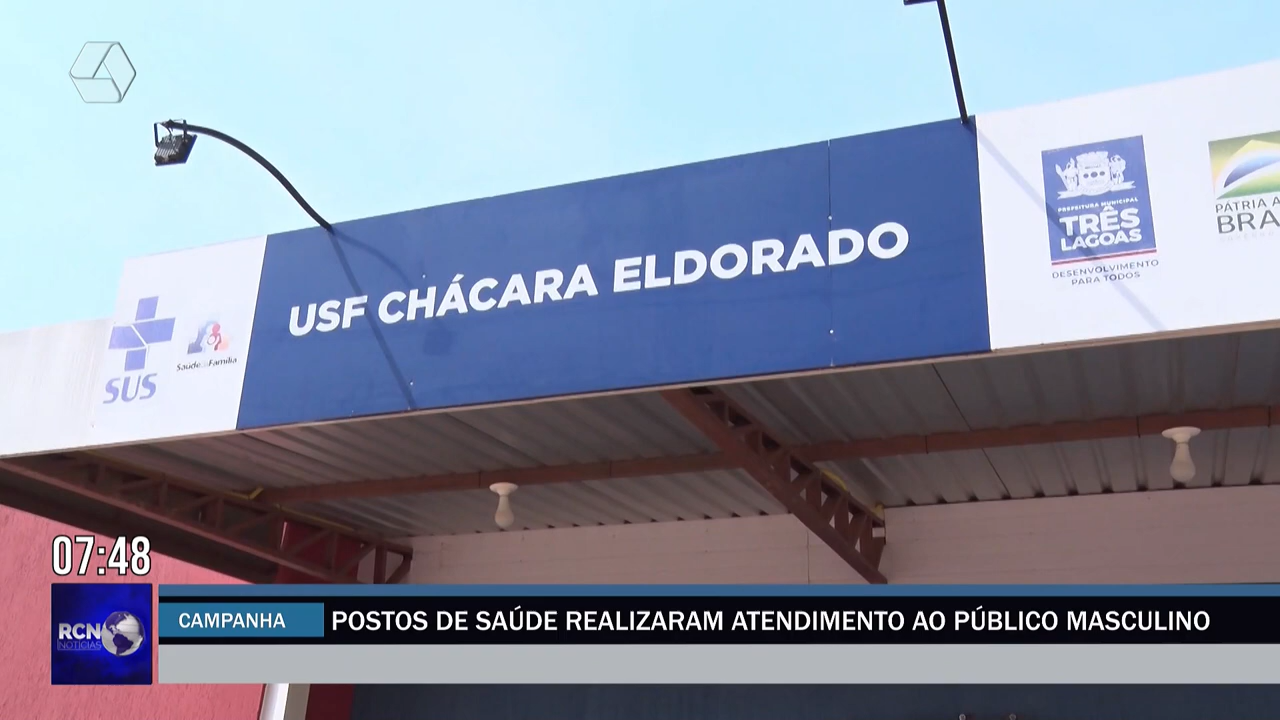 USF CHÁCARA ELDORADO
SUS
Saúde da Família
PREFEITURA MUNICIPAL
TRÊS
LAGOAS
DESENVOLVIMENTO
PARA TODOS
PÁTRIA A
BRA
07:48
RCN
NOTÍCIAS
CAMPANHA
POSTOS DE SAÚDE REALIZARAM ATENDIMENTO AO PÚBLICO MASCULINO